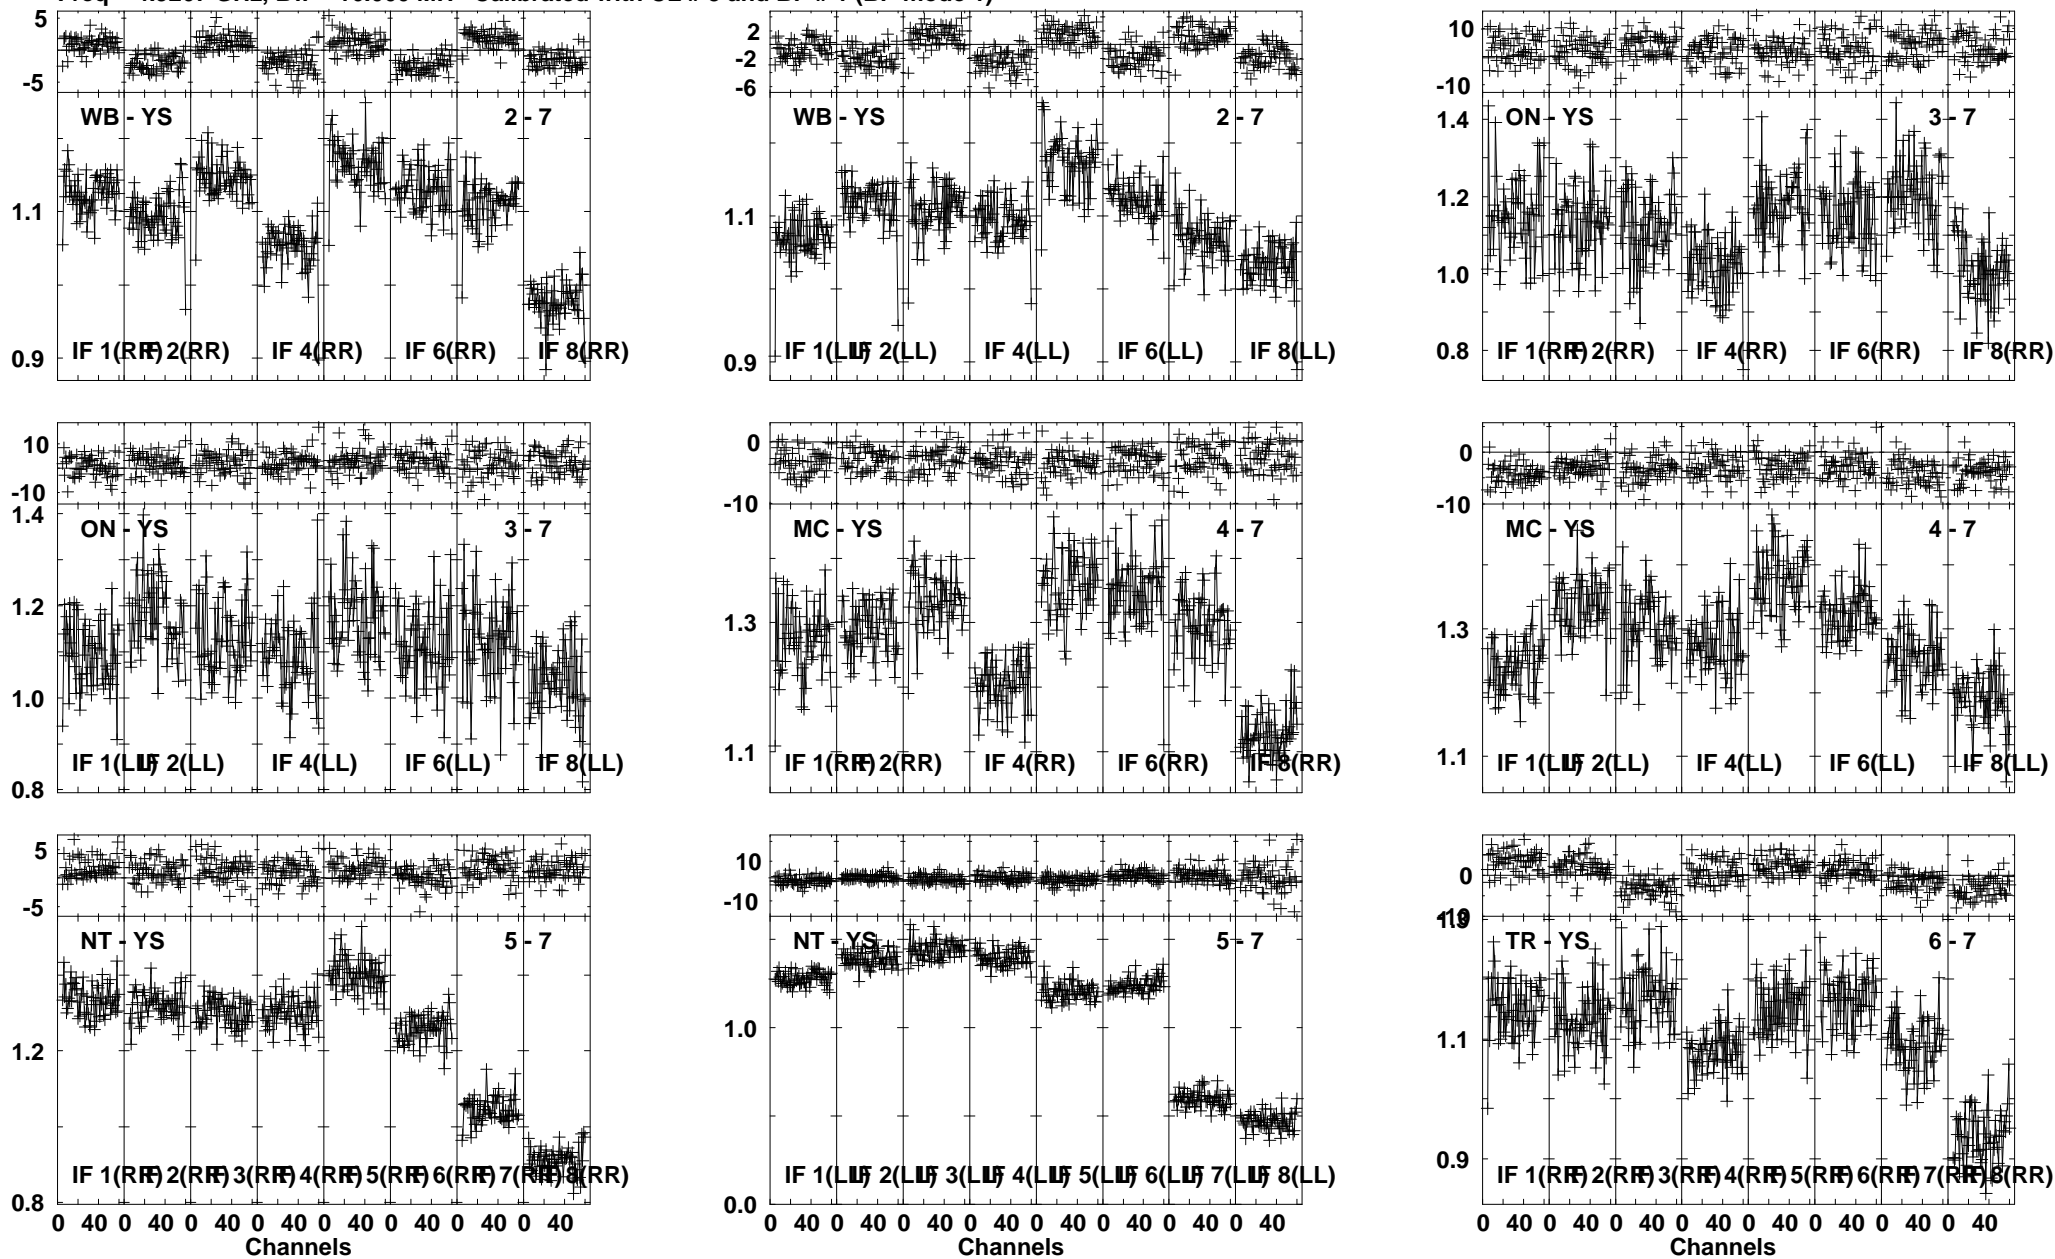 5
-5
WB - YS 2 - 7
1.1
0.9
IF 1(RR) IF 2(RR) IF 4(RR) IF 6(RR) IF 8(RR)
2
-2
-6
WB - YS 2 - 7
1.1
0.9
IF 1(LL) IF 2(LL) IF 4(LL) IF 6(LL) IF 8(LL)
10
-10
1.4
ON - YS 3 - 7
1.2
1.0
0.8
IF 1(RR) IF 2(RR) IF 4(RR) IF 6(RR) IF 8(RR)
10
-10
1.4
ON - YS 3 - 7
1.2
1.0
0.8
IF 1(LL) IF 2(LL) IF 4(LL) IF 6(LL) IF 8(LL)
0
-10
MC - YS 4 - 7
1.3
1.1
IF 1(RR) IF 2(RR) IF 4(RR) IF 6(RR) IF 8(RR)
0
-10
MC - YS 4 - 7
1.3
1.1
IF 1(LL) IF 2(LL) IF 4(LL) IF 6(LL) IF 8(LL)
5
-5
NT - YS 5 - 7
1.2
0.8
IF 1(RR) IF 2(RR) IF 3(RR) IF 4(RR) IF 5(RR) IF 6(RR) IF 7(RR) IF 8(RR)
0 40 0 40 0 40 0 40 0 40 0 40 0 40 0 40
Channels
10
-10
NT - YS 5 - 7
1.0
0.0
IF 1(LL) IF 2(LL) IF 3(LL) IF 4(LL) IF 5(LL) IF 6(LL) IF 7(LL) IF 8(LL)
0 40 0 40 0 40 0 40 0 40 0 40 0 40 0 40
Channels
0
-10
1.3
TR - YS 6 - 7
1.1
0.9
IF 1(RR) IF 2(RR) IF 3(RR) IF 4(RR) IF 5(RR) IF 6(RR) IF 7(RR) IF 8(RR)
0 40 0 40 0 40 0 40 0 40 0 40 0 40 0 40
Channels